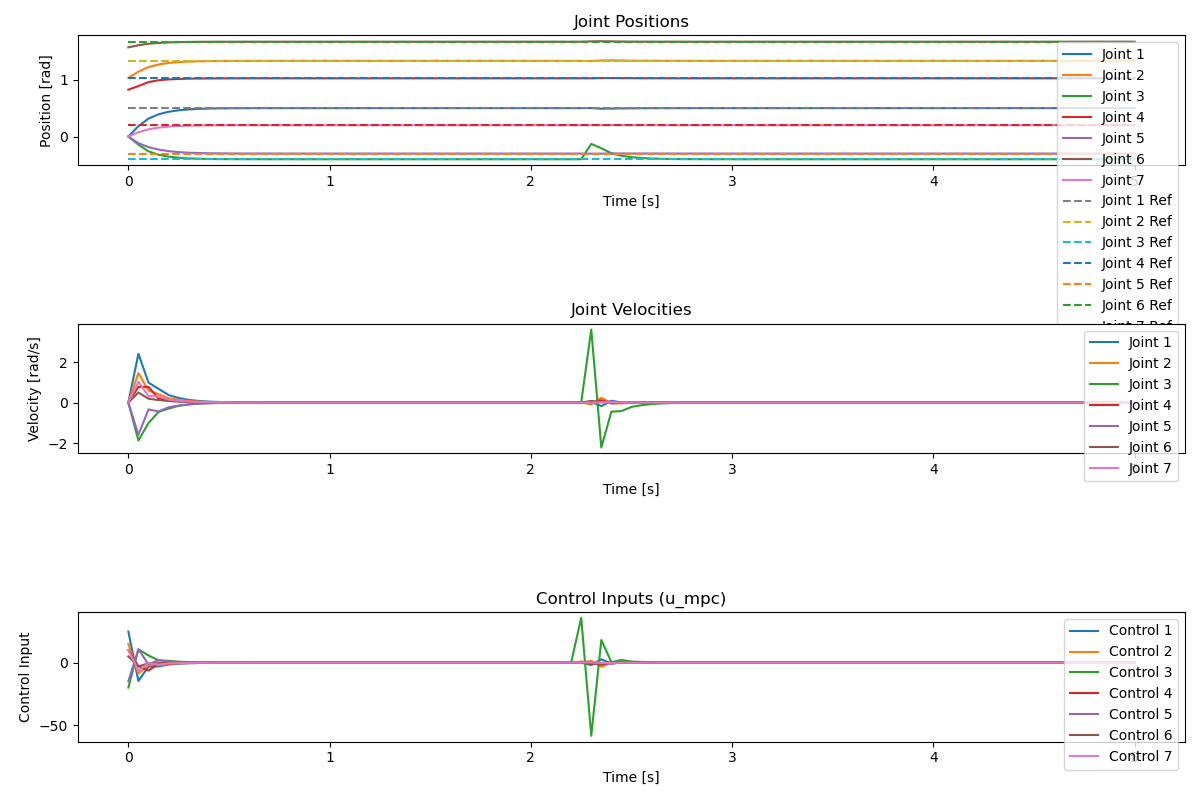 Joint Positions
Position [rad]
1
0
0
1
2
3
4
Time [s]
Joint 1
Joint 2
Joint 3
Joint 4
Joint 5
Joint 6
Joint 7
Joint 1 Ref
Joint 2 Ref
Joint 3 Ref
Joint 4 Ref
Joint 5 Ref
Joint 6 Ref
Joint 7 Ref
Joint Velocities
Velocity [rad/s]
2
0
−2
0
1
2
3
4
Time [s]
Joint 1
Joint 2
Joint 3
Joint 4
Joint 5
Joint 6
Joint 7
Control Inputs (u_mpc)
Control Input
0
−50
0
1
2
3
4
Time [s]
Control 1
Control 2
Control 3
Control 4
Control 5
Control 6
Control 7